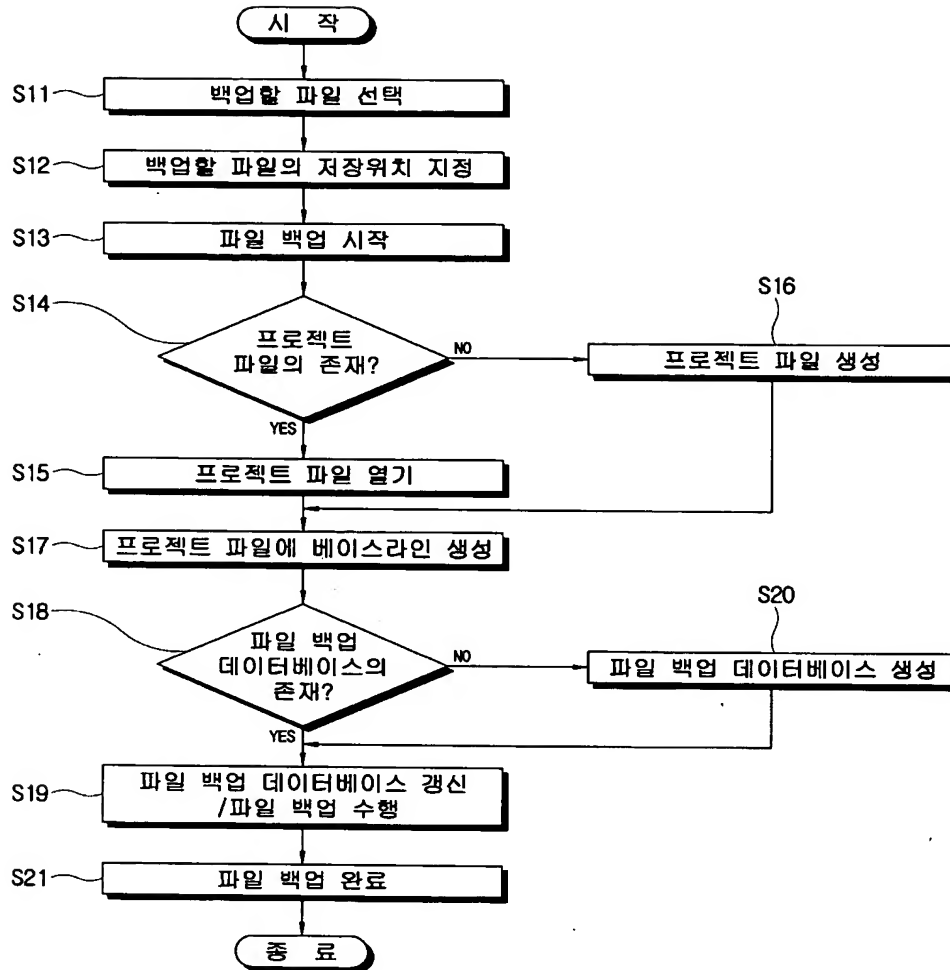 시 작
S11
백업할 파일 선택
S12
백업할 파일의 저장위치 지정
S13
파일 백업 시작
S14
프로젝트
파일의 존재?
NO
S16
프로젝트 파일 생성
YES
S15
프로젝트 파일 열기
S17
프로젝트 파일에 베이스라인 생성
S18
파일 백업
데이터베이스의
존재?
NO
S20
파일 백업 데이터베이스 생성
YES
S19
파일 백업 데이터베이스 갱신
/파일 백업 수행
S21
파일 백업 완료
종 료